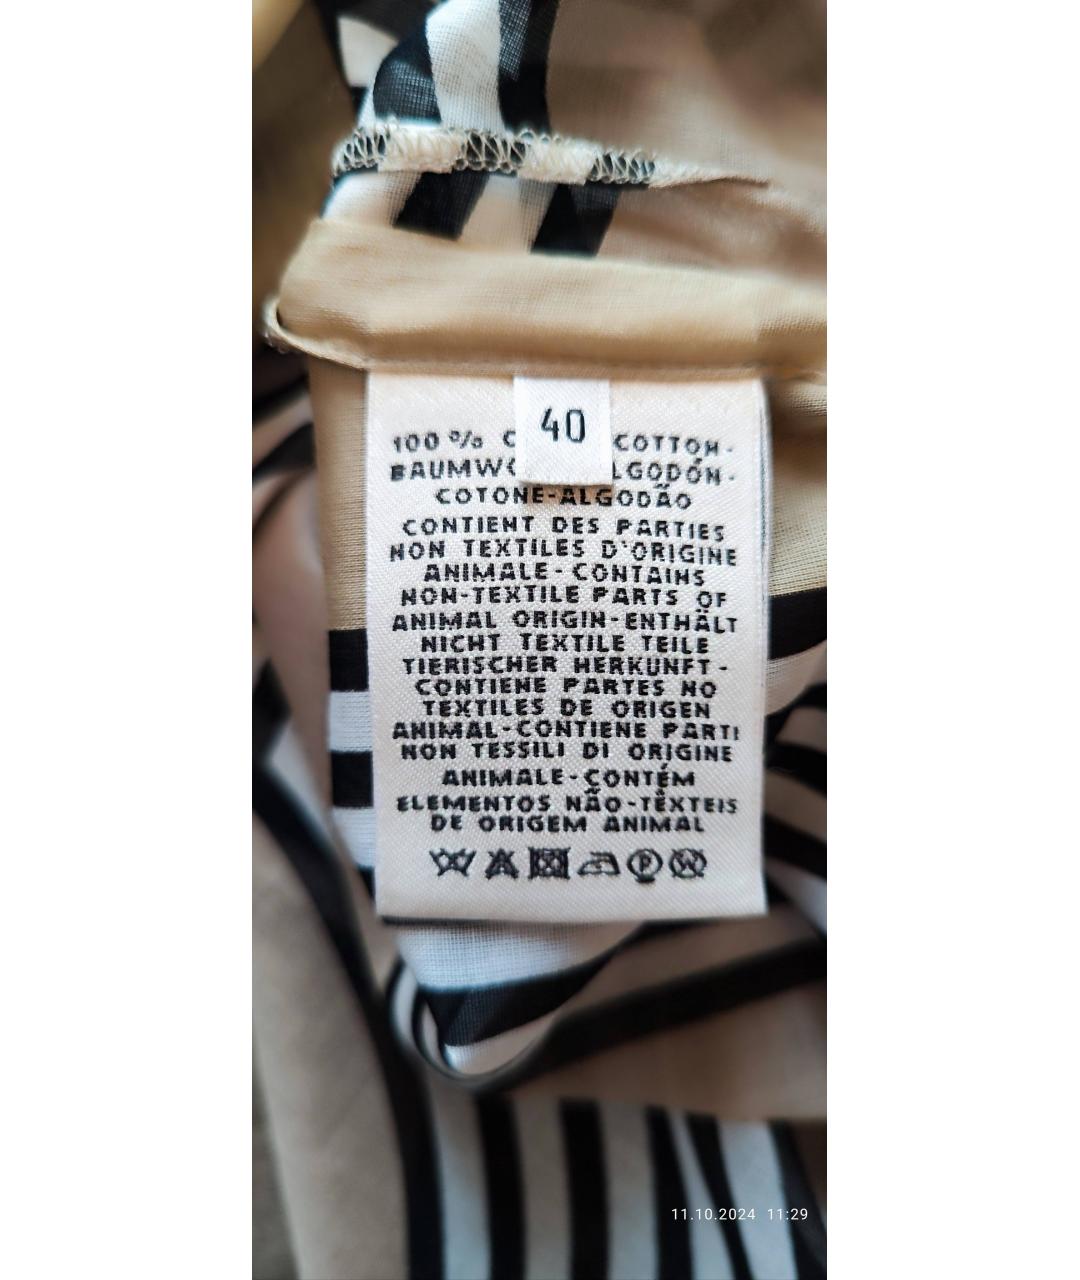 40
100 % C COTTON-
BAUMWO LGODÓN-
COTONE-ALGODÃO
CONTIENT DES PARTIES
NON TEXTILES D'ORIGINE
ANIMALE-CONTAINS
NON-TEXTILE PARTS OF
ANIMAL ORIGIN-ENTHÄLT
NICHT TEXTILE TEILE
TIERISCHER HERKUNFT-
CONTIENE PARTES NO
TEXTILES DE ORIGEN
ANIMAL-CONTIENE PARTI
NON TESSILI DI ORIGINE
ANIMALE-CONTÉM
ELEMENTOS NÃO-TÊXTEIS
DE ORIGEM ANIMAL
P W
11.10.2024 11:29